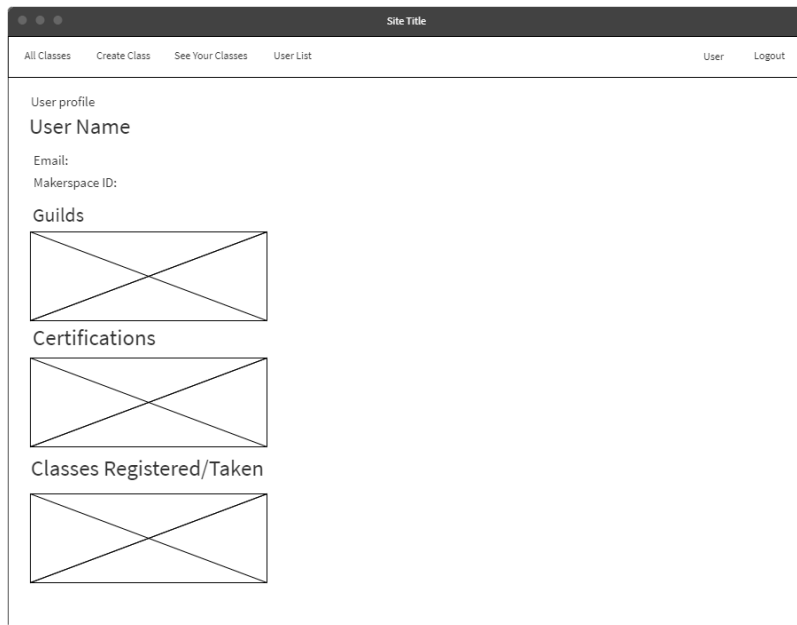 Site Title
All Classes Create Class See Your Classes User List User Logout
User profile
User Name
Email:
Makerspace ID:
Guilds
Certifications
Classes Registered/Taken